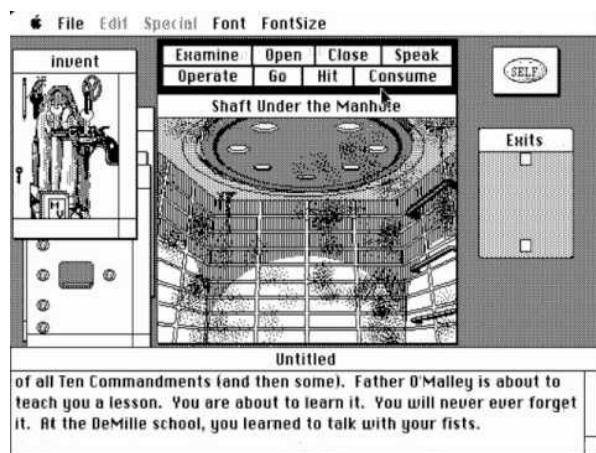 File Edit Special Font FontSize
invent
Examine Open Close Speak
Operate Go Hit Consume
SELF
Shaft Under the Manhole
Exits
Untitled
of all Ten Commandments (and then some). Father O'Malley is about to
teach you a lesson. You are about to learn it. You will never ever forget
it. At the DeMille school, you learned to talk with your fists.